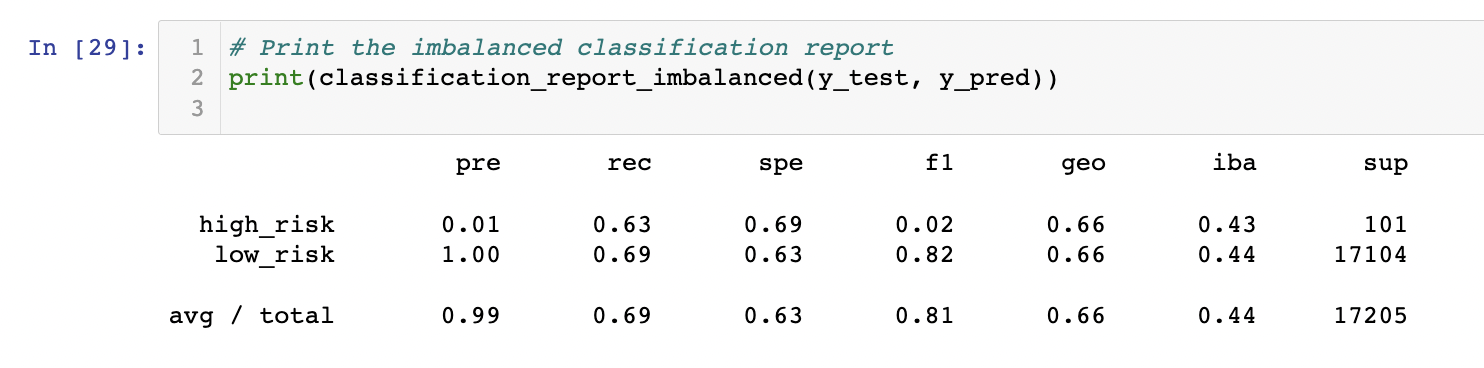 In [29]: 1 # Print the imbalanced classification report
2 print(classification_report_imbalanced(y_test, y_pred))
3
pre rec spe f1 geo iba sup
high_risk 0.01 0.63 0.69 0.02 0.66 0.43 101
low_risk 1.00 0.69 0.63 0.82 0.66 0.44 17104
avg / total 0.99 0.69 0.63 0.81 0.66 0.44 17205